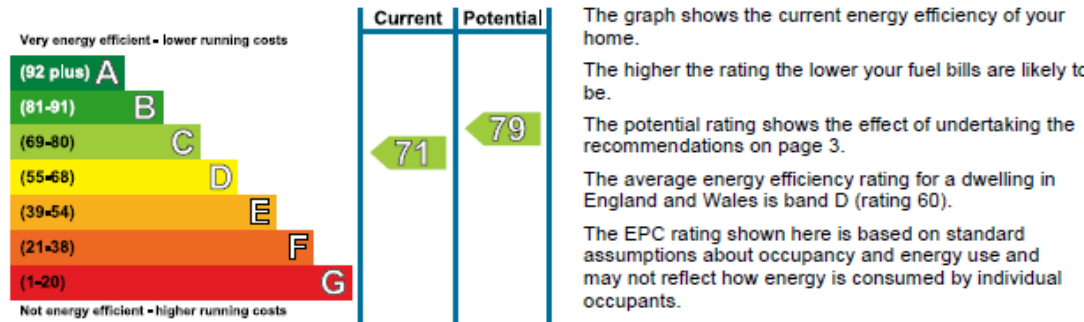 Current Potential
Very energy efficient - lower running costs
(92 plus) A
(81-91) B
(69-80) C
(55-68) D
(39-54) E
(21-38) F
(1-20) G
Not energy efficient - higher running costs
71
79
The graph shows the current energy efficiency of your
home.
The higher the rating the lower your fuel bills are likely to
be.
The potential rating shows the effect of undertaking the
recommendations on page 3.
The average energy efficiency rating for a dwelling in
England and Wales is band D (rating 60).
The EPC rating shown here is based on standard
assumptions about occupancy and energy use and
may not reflect how energy is consumed by individual
occupants.